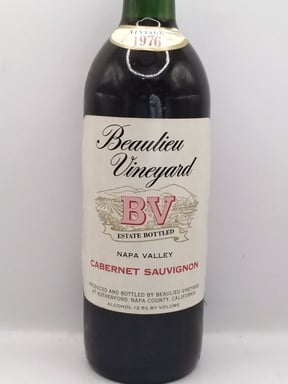 VINTAGE
1976
Beaulieu
Vineyard
BV
ESTATE BOTTLED
NAPA VALLEY
CABERNET SAUVIGNON
PRODUCED AND BOTTLED BY BEAULIEU VINEYARD
AT RUTHERFORD, NAPA COUNTY, CALIFORNIA
ALCOHOL 12.5% BY VOLUME